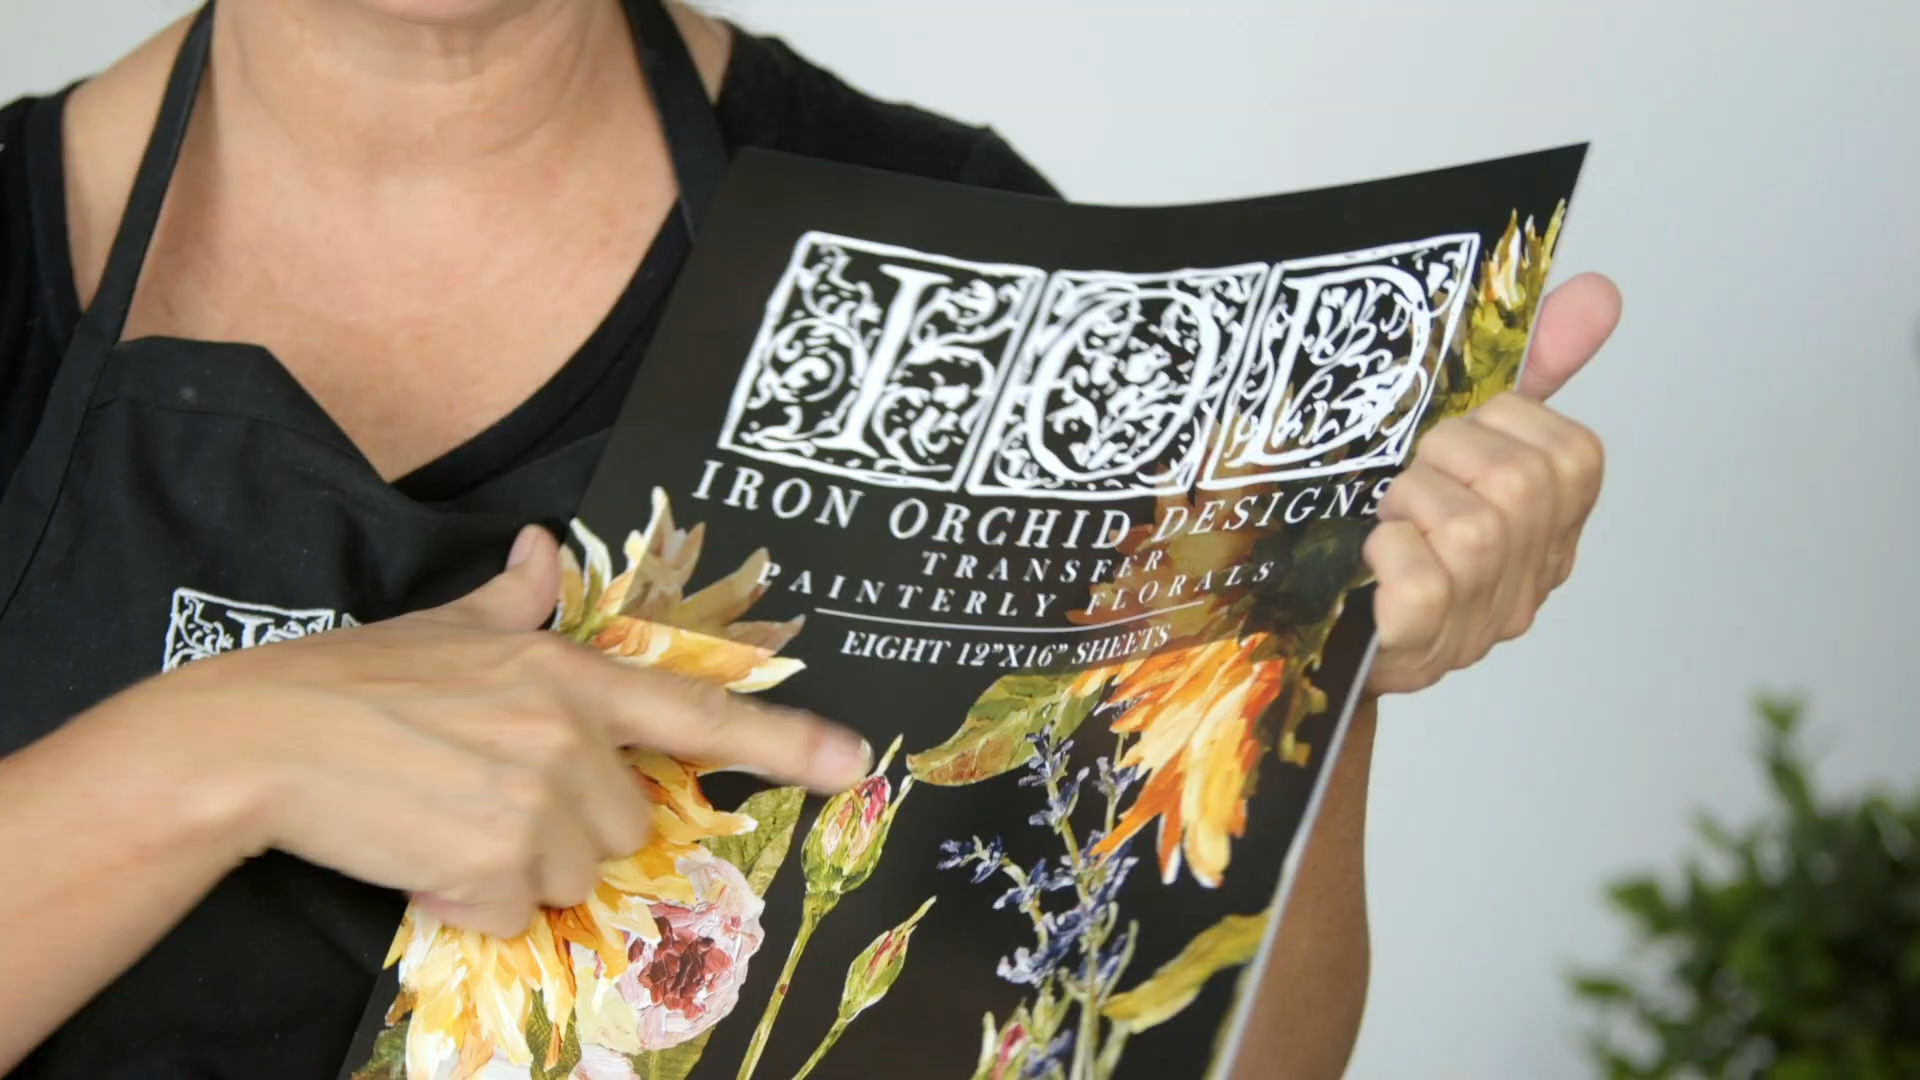 IOD
IRON ORCHID DESIGNS
TRANSFER
PAINTERLY FLORALS
EIGHT 12”X16” SHEETS